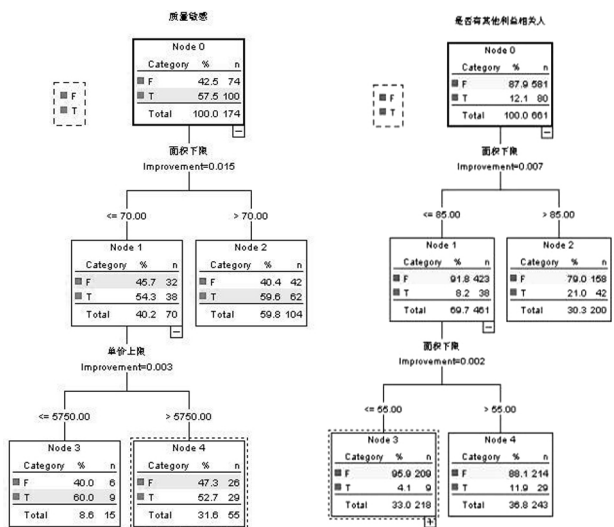 质量敏感
Node 0
Category % n
F 42.5 74
T 57.5 100
Total 100.0 174
F
T
面积下限
Improvement=0.015
<= 70.00
> 70.00
Node 1
Category % n
F 45.7 32
T 54.3 38
Total 40.2 70
Node 2
Category % n
F 40.4 42
T 59.6 62
Total 59.8 104
单价上限
Improvement=0.003
<= 5750.00
> 5750.00
Node 3
Category % n
F 40.0 6
T 60.0 9
Total 8.6 15
Node 4
Category % n
F 47.3 26
T 52.7 29
Total 31.6 55
是否有其他利益相关人
Node 0
Category % n
F 87.9 581
T 12.1 80
Total 100.0 661
F
T
面积下限
Improvement=0.007
<= 85.00
> 85.00
Node 1
Category % n
F 91.8 423
T 8.2 38
Total 69.7 461
Node 2
Category % n
F 79.0 158
T 21.0 42
Total 30.3 200
面积下限
Improvement=0.002
<= 55.00
> 55.00
Node 3
Category % n
F 95.9 209
T 4.1 9
Total 33.0 218
Node 4
Category % n
F 88.1 214
T 11.9 29
Total 36.8 243